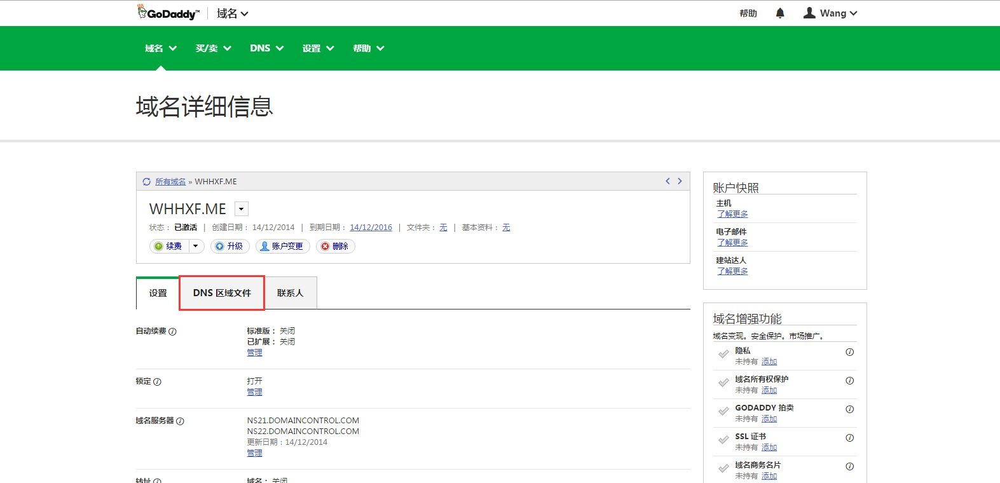 GoDaddy™ 域名 帮助 Wang
域名 买/卖 DNS 设置 帮助
域名详细信息
所有域名 » WHHXF.ME
WHHXF.ME
状态： 已激活 | 创建日期： 14/12/2014 | 到期日期： 14/12/2016 | 文件夹： 无 | 基本资料： 无
续费 升级 账户变更 删除
设置 DNS 区域文件 联系人
自动续费 标准版： 关闭
已扩展： 关闭
管理
锁定 打开
管理
域名服务器 NS21.DOMAINCONTROL.COM
NS22.DOMAINCONTROL.COM
更新日期：14/12/2014
管理
转址 域名： 关闭
账户快照
主机
了解更多
电子邮件
了解更多
建站达人
了解更多
域名增强功能
域名变现。安全保护。市场推广。
隐私
未持有 添加
域名所有权保护
未持有 添加
GODADDY 拍卖
未持有 添加
SSL 证书
未持有 添加
域名商务名片
未持有 添加